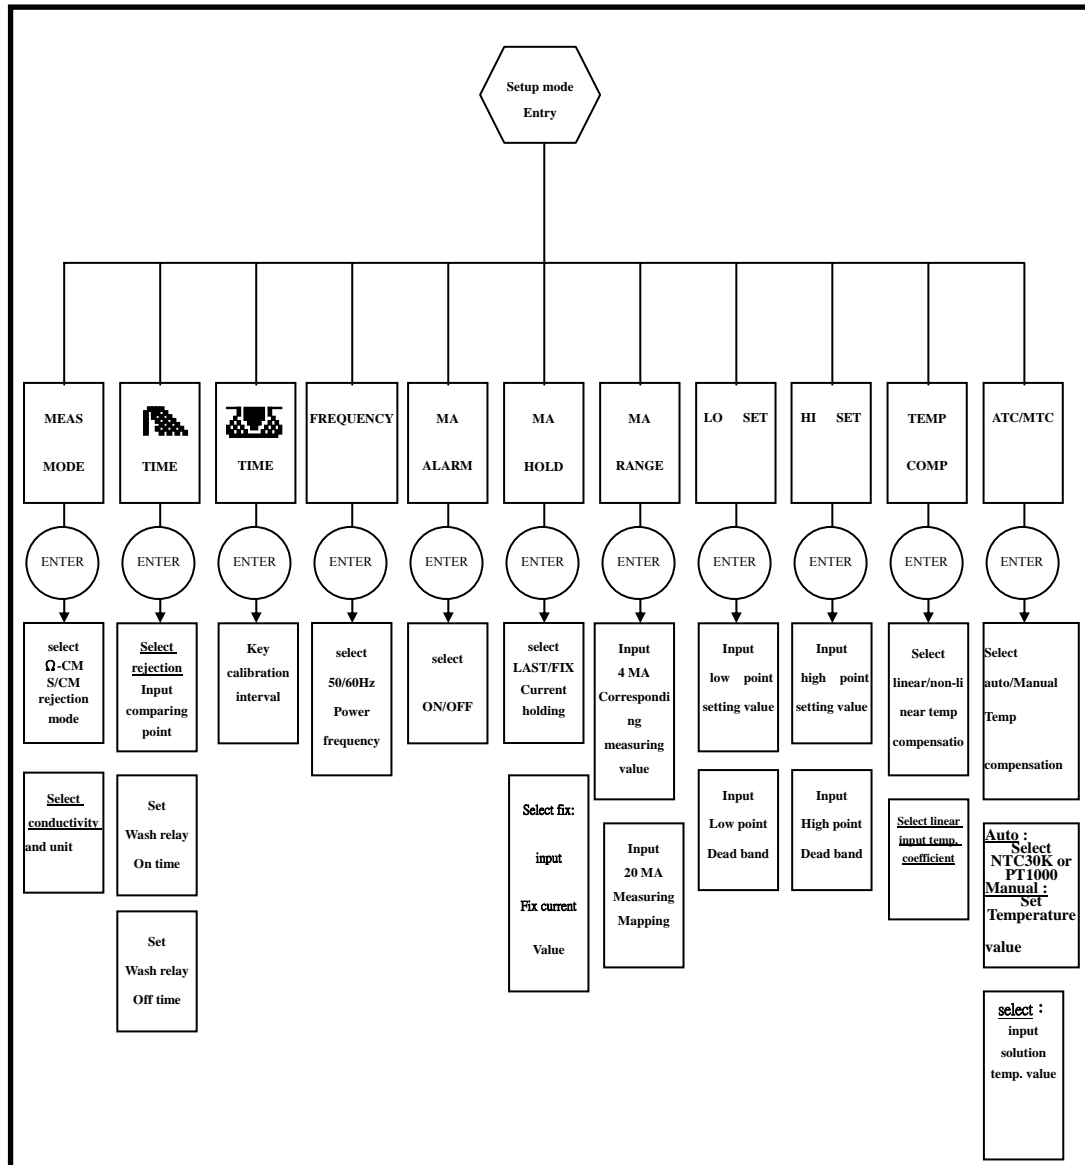 Setup mode
Entry
MEAS
MODE
TIME
TIME
FREQUENCY
MA
ALARM
MA
HOLD
MA
RANGE
LO SET
HI SET
TEMP
COMP
ATC/MTC
ENTER
ENTER
ENTER
ENTER
ENTER
ENTER
ENTER
ENTER
ENTER
ENTER
ENTER
select
Ω-CM
S/CM
rejection
mode
Select
rejection
Input
comparing
point
Key
calibration
interval
select
50/60Hz
Power
frequency
select
ON/OFF
select
LAST/FIX
Current
holding
Input
4 MA
Correspondi
ng
measuring
value
Input
low point
setting value
Input
high point
setting value
Select
linear/non-li
near temp
compensatio
Select
auto/Manual
Temp
compensation
Select
conductivity
and unit
Set
Wash relay
On time
Select fix:
input
Fix current
Value
Input
20 MA
Measuring
Mapping
Input
Low point
Dead band
Input
High point
Dead band
Select linear
input temp.
coefficient
Auto :
Select
NTC30K or
PT1000
Manual :
Set
Temperature
value
Set
Wash relay
Off time
select :
input
solution
temp. value